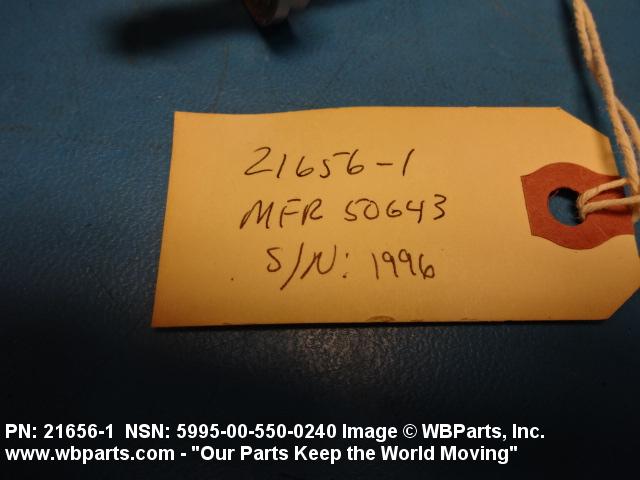 21656-1
MFR 50643
S/N: 1996
PN: 21656-1 NSN: 5995-00-550-0240 Image © WBParts, Inc.
www.wbparts.com - "Our Parts Keep the World Moving"